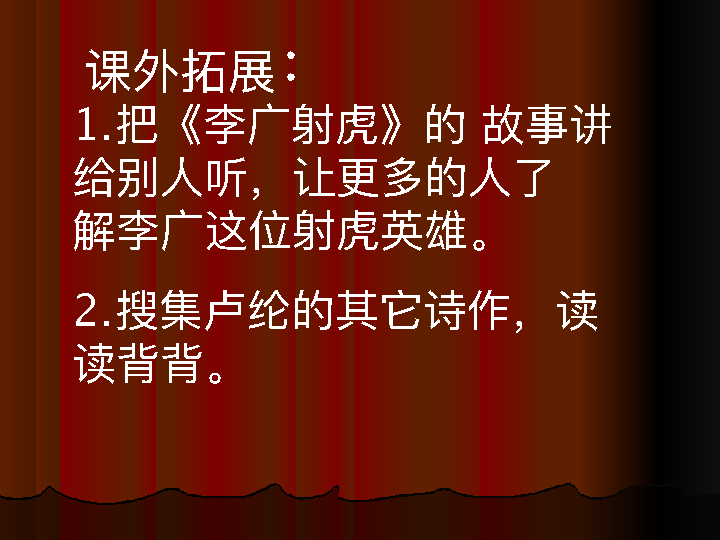 课外拓展：
1.把《李广射虎》的 故事讲
给别人听，让更多的人了
解李广这位射虎英雄。
2.搜集卢纶的其它诗作，读
读背背。